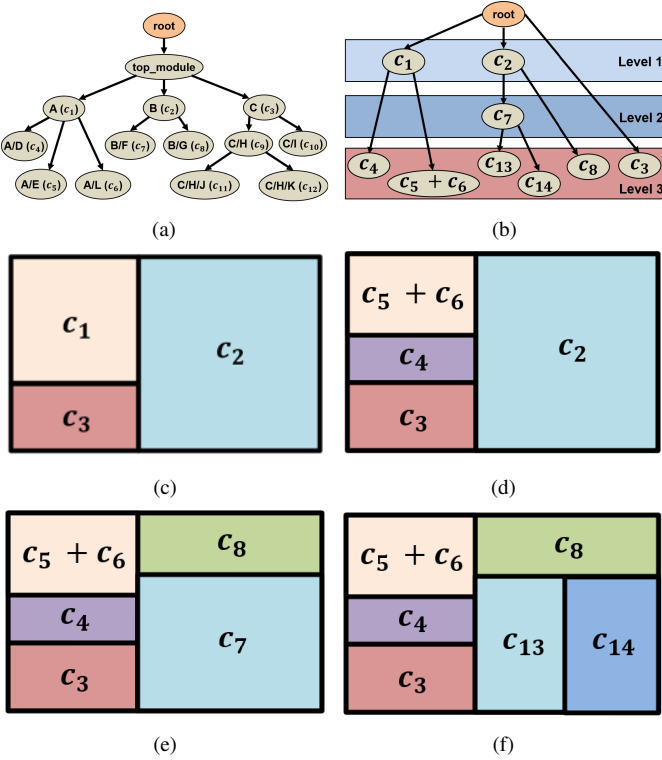 root
top_module
A (c₁) B (c₂) C (c₃)
A/D (c₄) B/F (c₇) B/G (c₈) C/H (c₉) C/I (c₁₀)
A/E (c₅) A/L (c₆) C/H/J (c₁₁) C/H/K (c₁₂)
(a)
root
c₁ c₂ Level 1
c₇ Level 2
c₄ c₁₃ c₈ c₃
c₅ + c₆ c₁₄ Level 3
(b)
c₁
c₂
c₃
(c)
c₅ + c₆
c₂
c₄
c₃
(d)
c₅ + c₆
c₈
c₄
c₇
c₃
(e)
c₅ + c₆
c₈
c₄
c₁₃ c₁₄
c₃
(f)